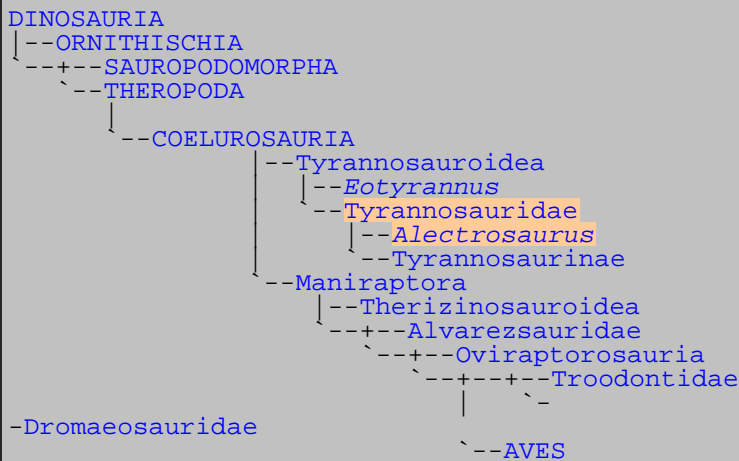 DINOSAURIA
|--ORNITHISCHIA
`--+--SAUROPODOMORPHA
`--THEROPODA
|
`--COELUROSAURIA
|--Tyrannosauroidea
| |--Eotyrannus
| `--Tyrannosauridae
| |--Alectrosaurus
| `--Tyrannosaurinae
`--Maniraptora
|--Therizinosauroidea
`--+--Alvarezsauridae
`--+--Oviraptorosauria
`--+--+--Troodontidae
| `-
-Dromaeosauridae
`--AVES